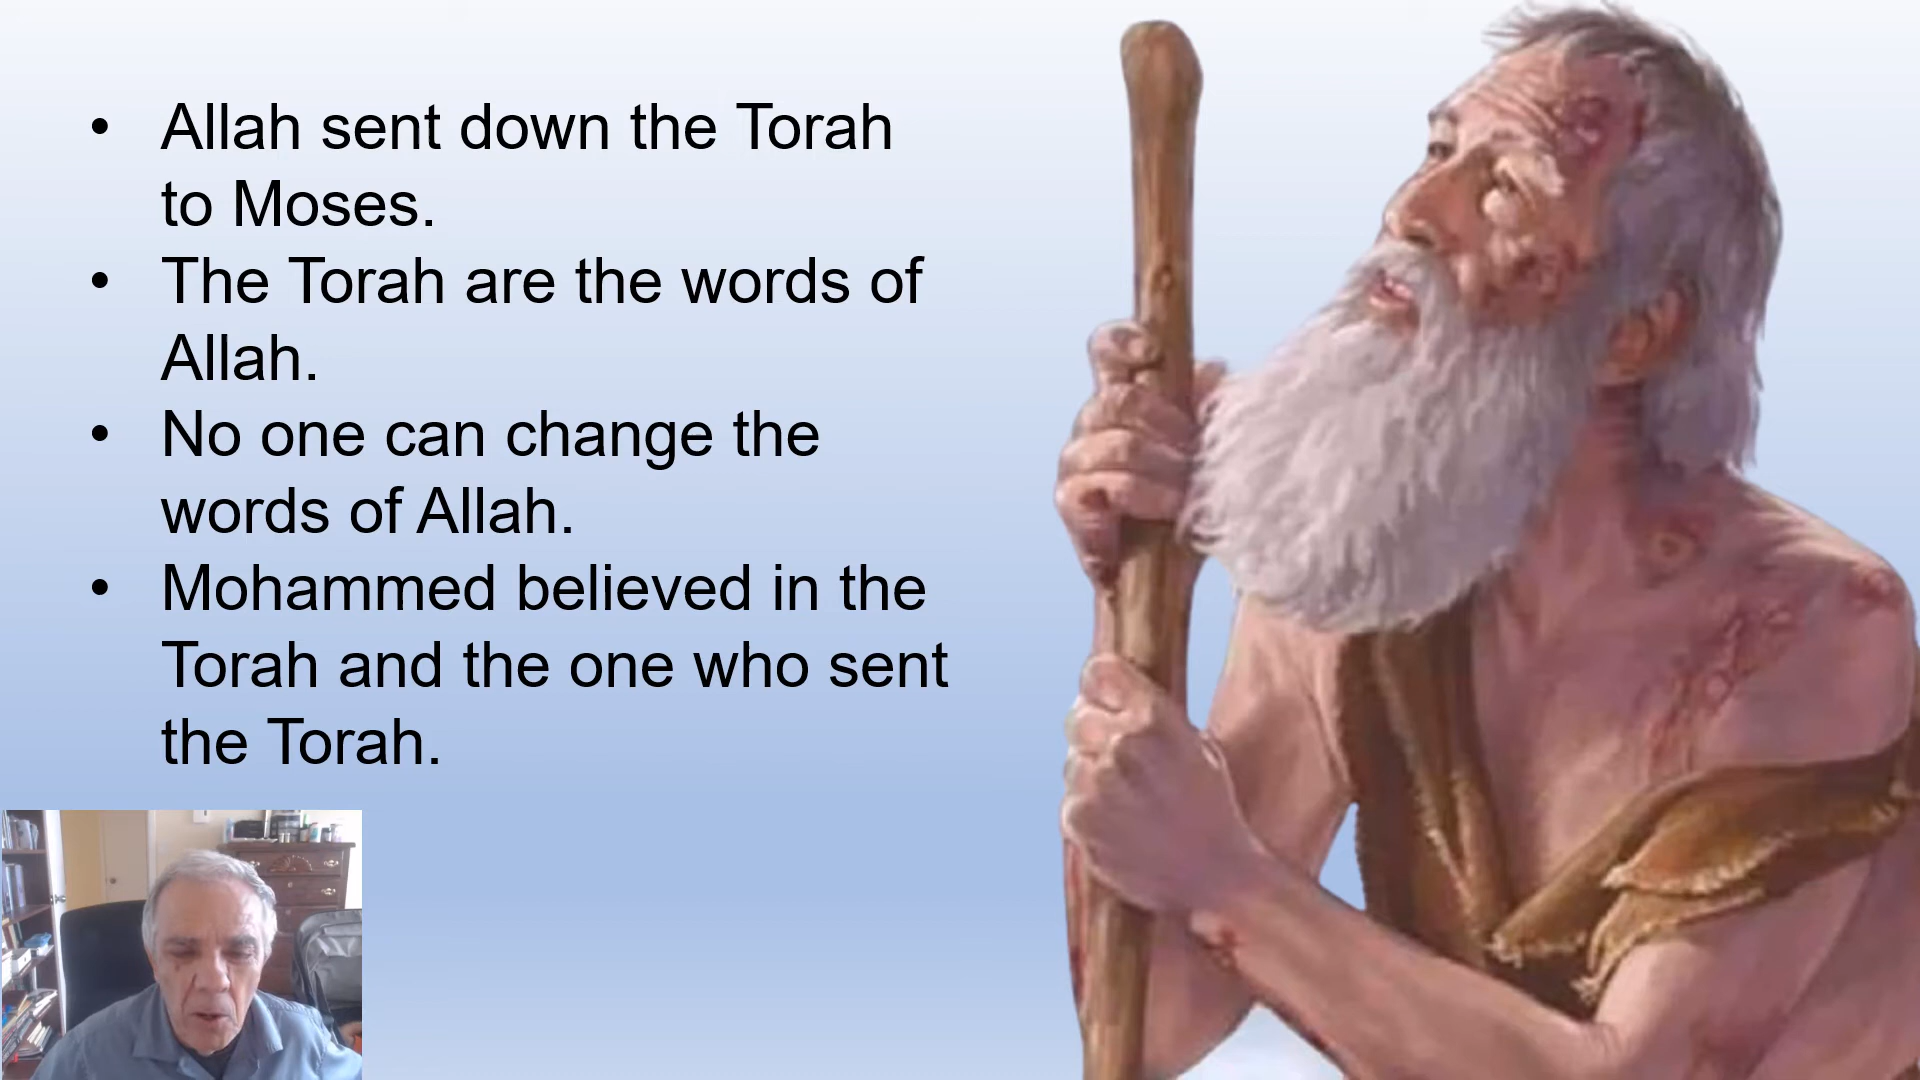 • Allah sent down the Torah
to Moses.
• The Torah are the words of
Allah.
• No one can change the
words of Allah.
• Mohammed believed in the
Torah and the one who sent
the Torah.